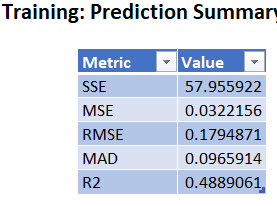 Training: Prediction Summary
Metric Value
SSE 57.955922
MSE 0.0322156
RMSE 0.1794871
MAD 0.0965914
R2 0.4889061